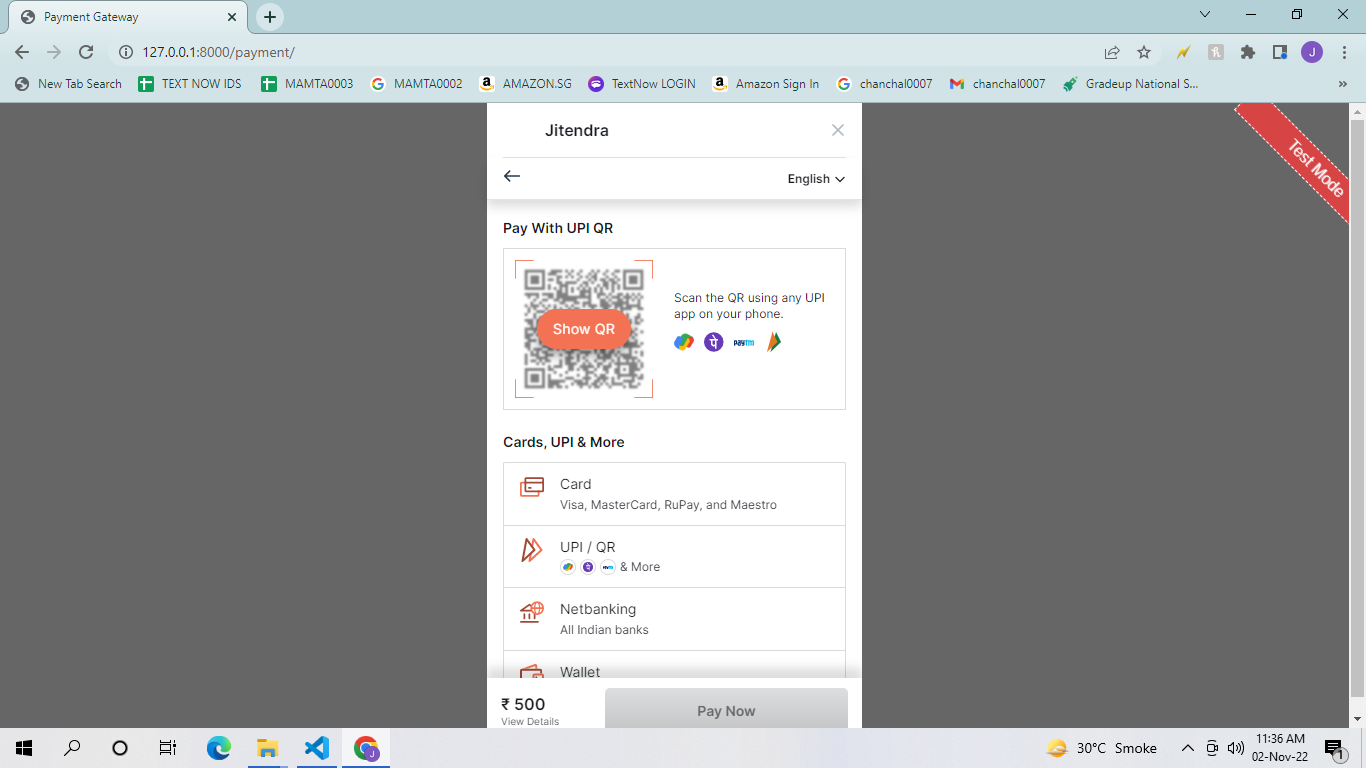 Payment Gateway
127.0.0.1:8000/payment/
J
New Tab Search
TEXT NOW IDS
MAMTA0003
MAMTA0002
AMAZON.SG
TextNow LOGIN
Amazon Sign In
chanchal0007
chanchal0007
Gradeup National S...
»
Test Mode
Jitendra
English
Pay With UPI QR
Show QR
Scan the QR using any UPI
app on your phone.
पे paytm
Cards, UPI & More
Card
Visa, MasterCard, RuPay, and Maestro
UPI / QR
& More
Netbanking
All Indian banks
Wallet
₹ 500
View Details
Pay Now
30°C Smoke
11:36 AM
02-Nov-22
1